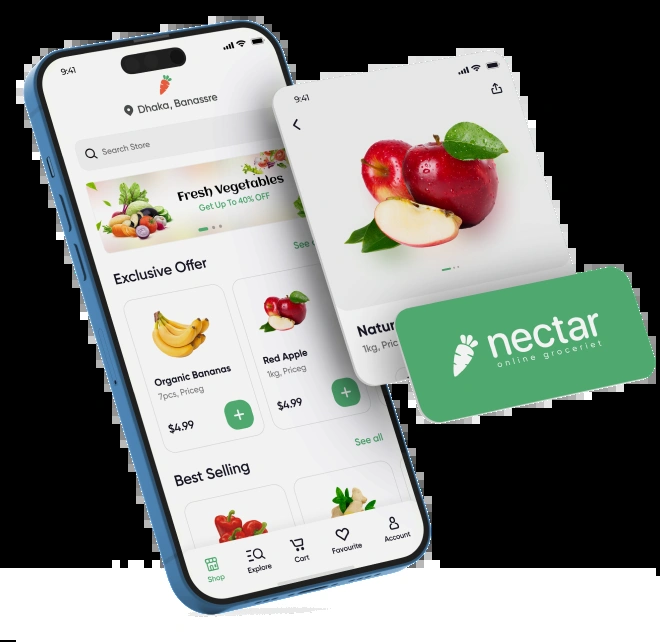 9:41
Dhaka, Banassre
Search Store
Fresh Vegetables
Get Up To 40% OFF
Exclusive Offer
See
Organic Bananas
7pcs, Priceg
$4.99
Red Apple
1kg, Priceg
$4.99
Best Selling
See all
Shop
Explore
Cart
Favourite
Account
9:41
Natur
1kg, Pric
nectar
online groceriet